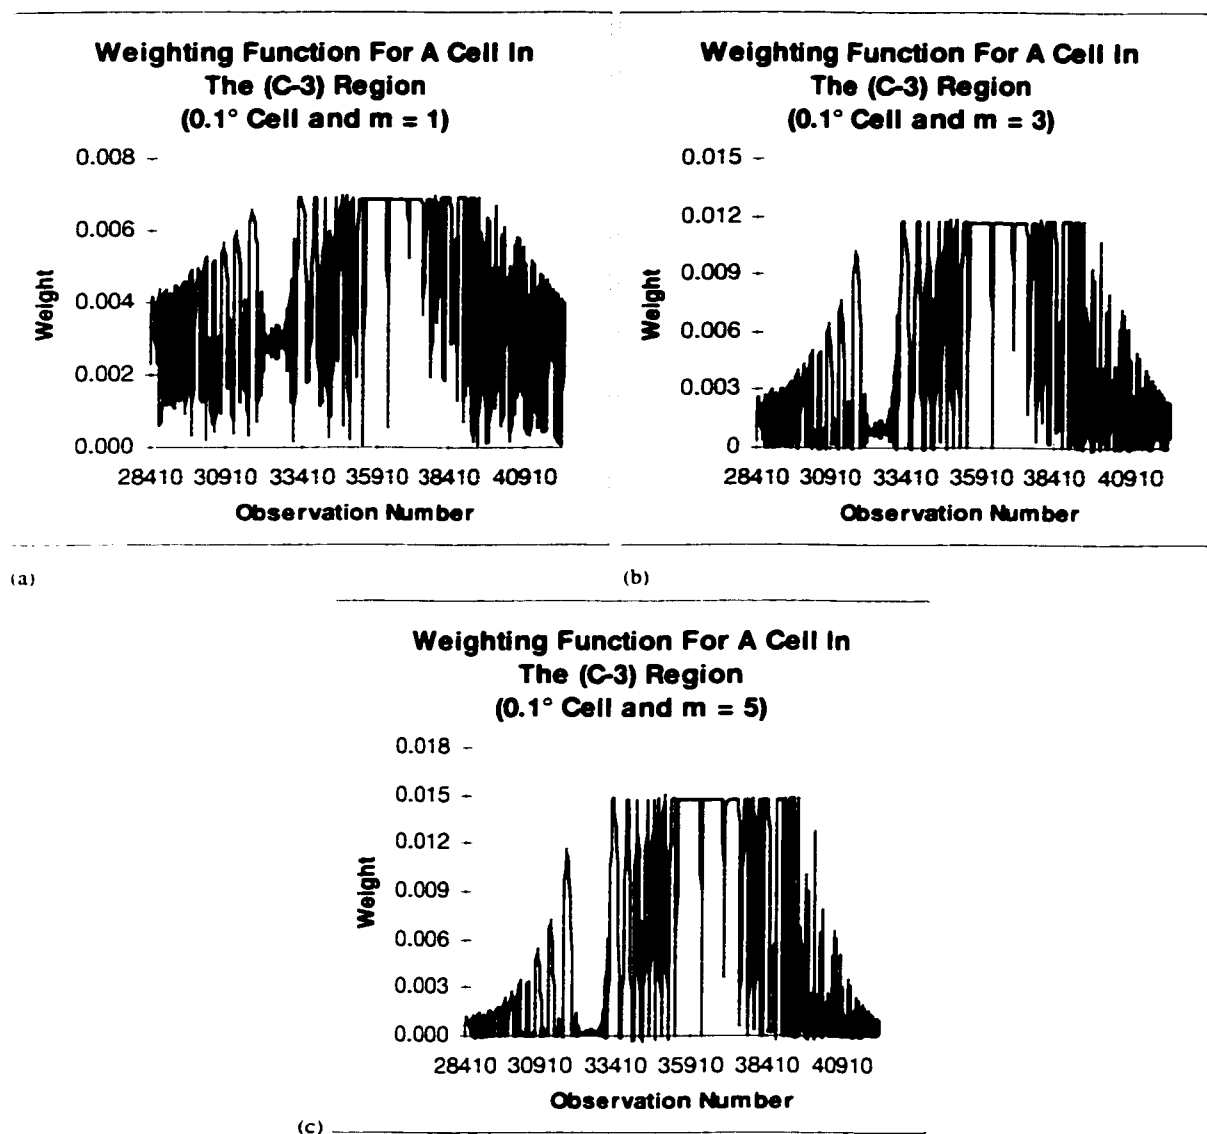 Weighting Function For A Cell In
The (C-3) Region
(0.1° Cell and m = 1)
0.008
0.006
0.004
0.002
0.000
Weight
28410 30910 33410 35910 38410 40910
Observation Number
(a)
Weighting Function For A Cell In
The (C-3) Region
(0.1° Cell and m = 3)
0.015
0.012
0.009
0.006
0.003
0
Weight
28410 30910 33410 35910 38410 40910
Observation Number
(b)
Weighting Function For A Cell In
The (C-3) Region
(0.1° Cell and m = 5)
0.018
0.015
0.012
0.009
0.006
0.003
0.000
Weight
28410 30910 33410 35910 38410 40910
Observation Number
(c)